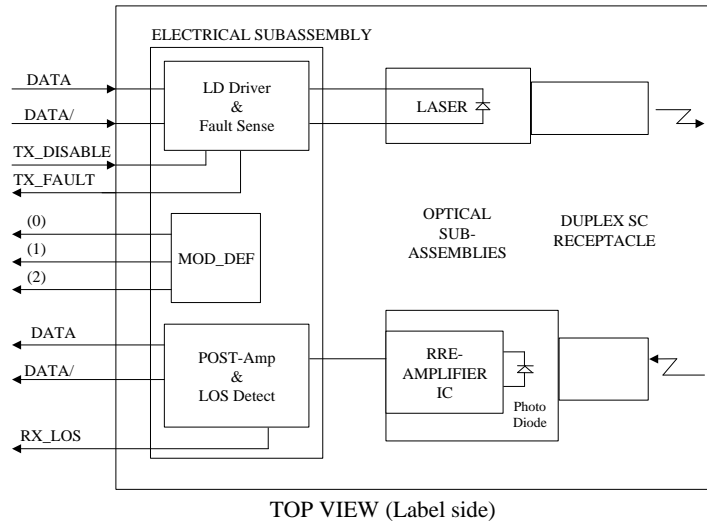 ELECTRICAL SUBASSEMBLY
DATA
DATA/
TX_DISABLE
TX_FAULT
LD Driver
&
Fault Sense
LASER
(0)
(1)
(2)
MOD_DEF
OPTICAL
SUB-
ASSEMBLIES
DUPLEX SC
RECEPTACLE
DATA
DATA/
RX_LOS
POST-Amp
&
LOS Detect
RRE-
AMPLIFIER
IC
Photo
Diode
TOP VIEW (Label side)